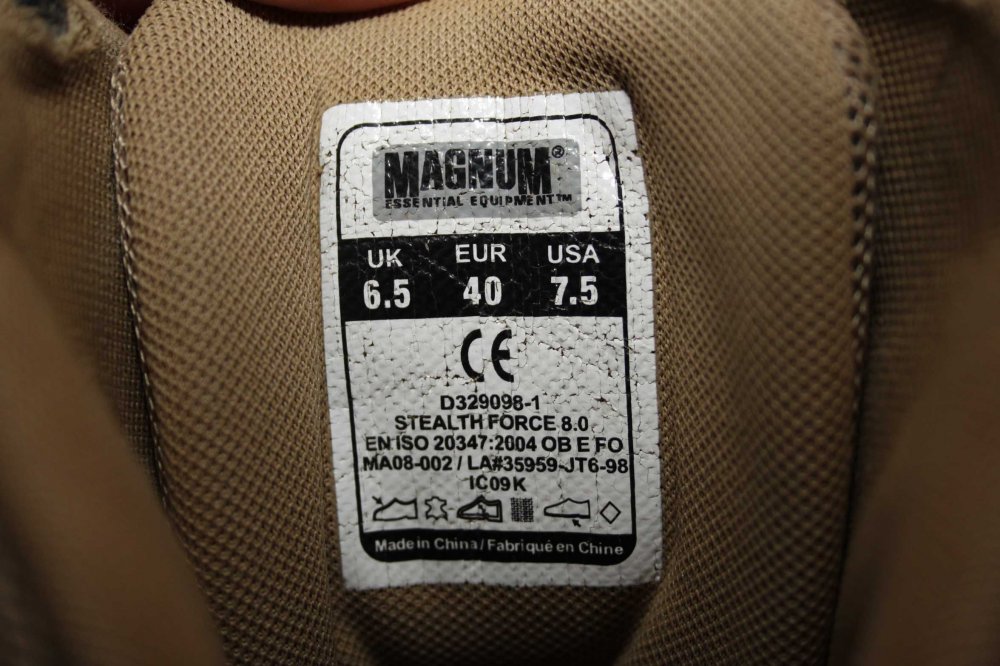 MAGNUM®
ESSENTIAL EQUIPMENT™
UK EUR USA
6.5 40 7.5
CE
D329098-1
STEALTH FORCE 8.0
EN ISO 20347:2004 OB E FO
MA08-002 / LA#35959-JT6-98
IC09K
Made in China / Fabriqué en Chine